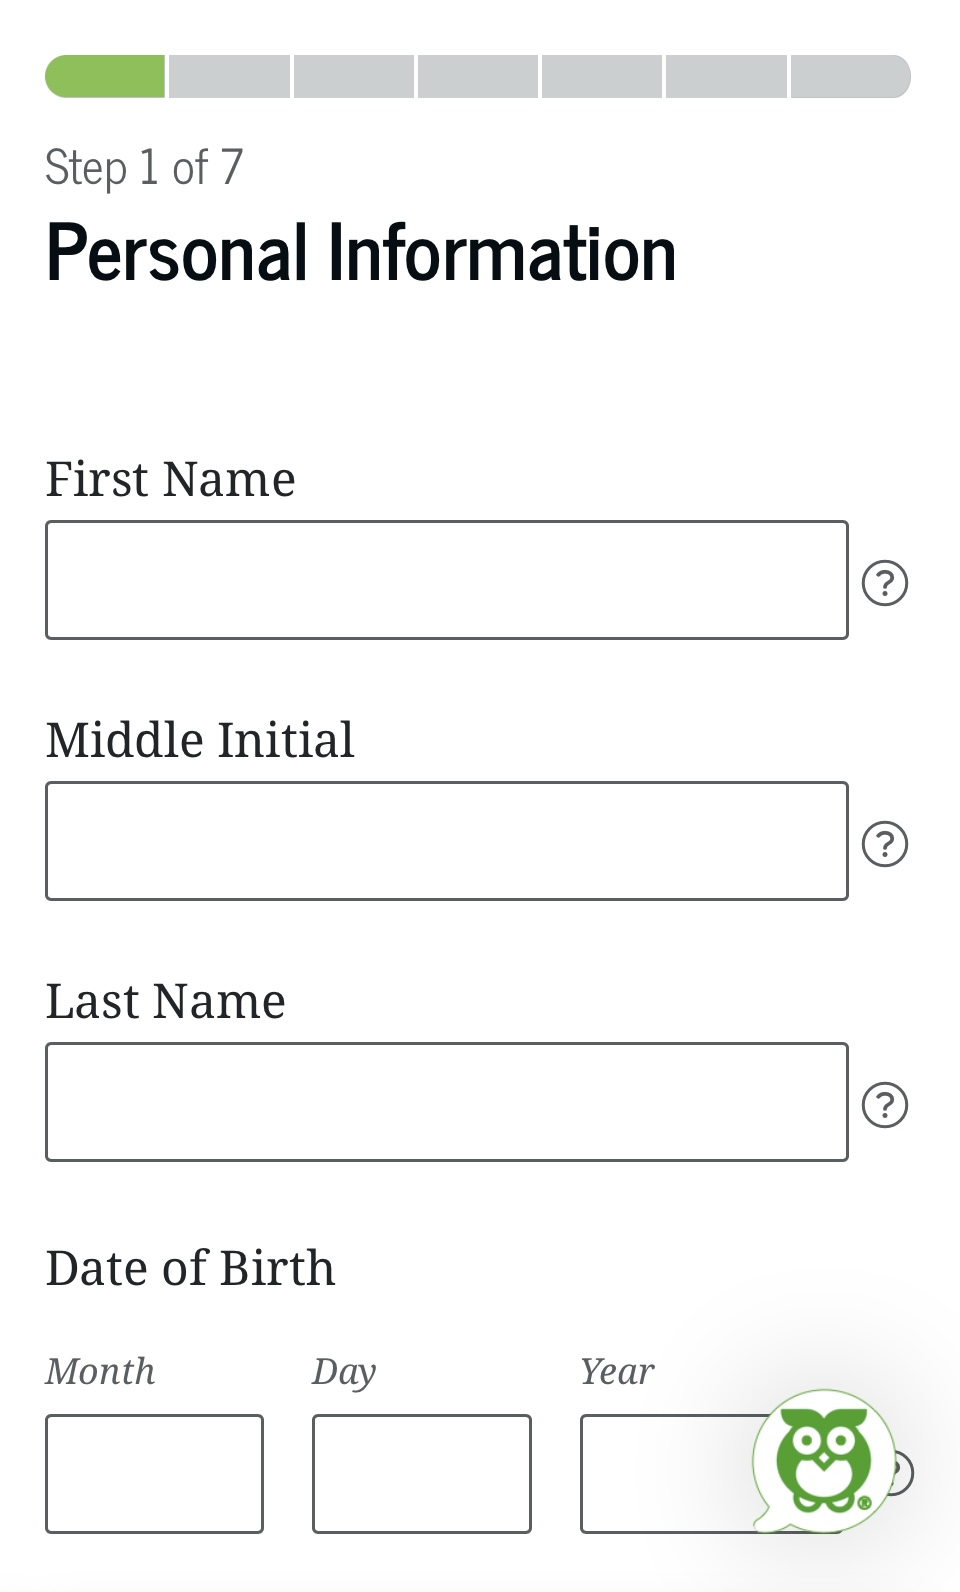 Step 1 of 7
Personal Information
First Name
?
Middle Initial
?
Last Name
?
Date of Birth
Month Day Year
®